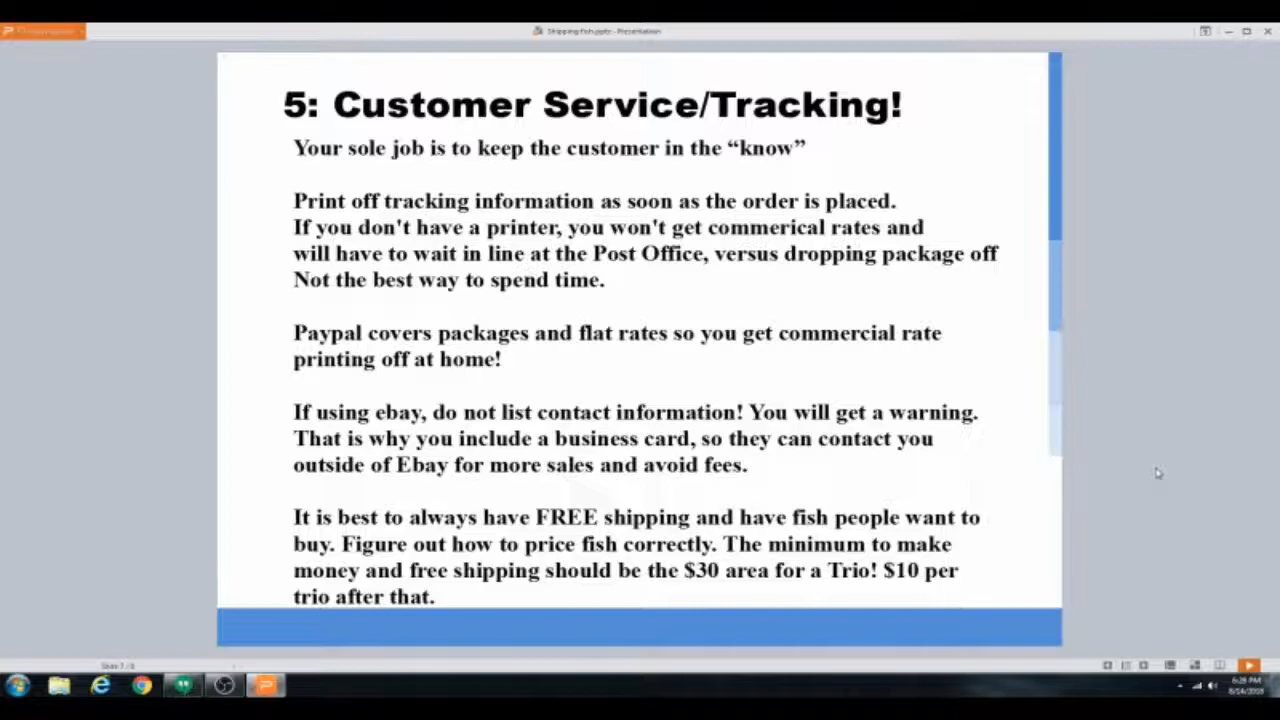 Shipping fish.pptx - Presentation
5: Customer Service/Tracking!
Your sole job is to keep the customer in the “know”
Print off tracking information as soon as the order is placed.
If you don't have a printer, you won't get commerical rates and
will have to wait in line at the Post Office, versus dropping package off
Not the best way to spend time.
Paypal covers packages and flat rates so you get commercial rate
printing off at home!
If using ebay, do not list contact information! You will get a warning.
That is why you include a business card, so they can contact you
outside of Ebay for more sales and avoid fees.
It is best to always have FREE shipping and have fish people want to
buy. Figure out how to price fish correctly. The minimum to make
money and free shipping should be the $30 area for a Trio! $10 per
trio after that.
6:28 PM